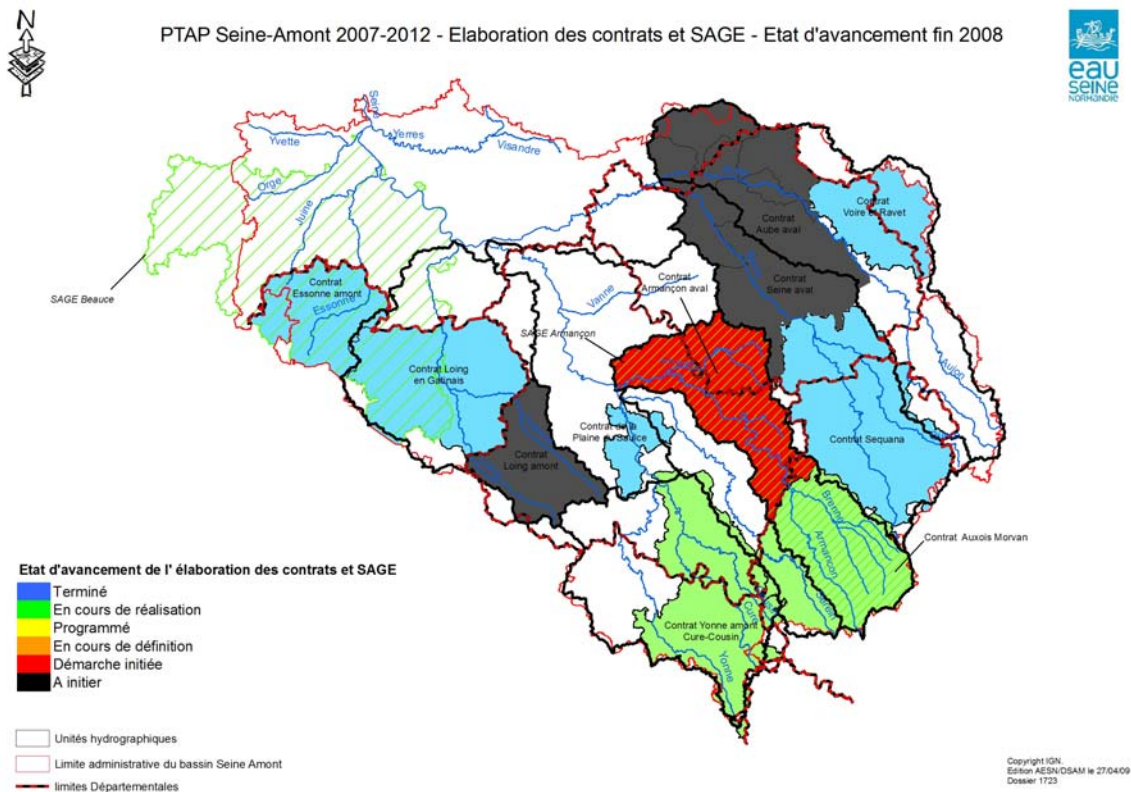 N
PTAP Seine-Amont 2007-2012 - Elaboration des contrats et SAGE - Etat d'avancement fin 2008
eau
SEINE
NORMANDIE
Seine
Yvette
Yerres
Visandre
Orge
Juine
Contrat
Voire et Ravet
Contrat
Aube aval
SAGE Beauce
Contrat
Essonne amont
Essonne
Contrat
Armançon aval
Contrat
Seine aval
Vanne
SAGE Armançon
Aujon
Contrat Loing
en Gatinais
Contrat de la
Plaine du Saulce
Contrat Sequana
Contrat
Loing amont
Brenne
Armançon
Serein
Contrat Auxois Morvan
Contrat Yonne amont
Cure-Cousin
Cure
Yonne
Etat d'avancement de l' élaboration des contrats et SAGE
Terminé
En cours de réalisation
Programmé
En cours de définition
Démarche initiée
A initier
Unités hydrographiques
Limite administrative du bassin Seine Amont
limites Départementales
Copyright IGN.
Edition AESN/DSAM le 27/04/09
Dossier 1723